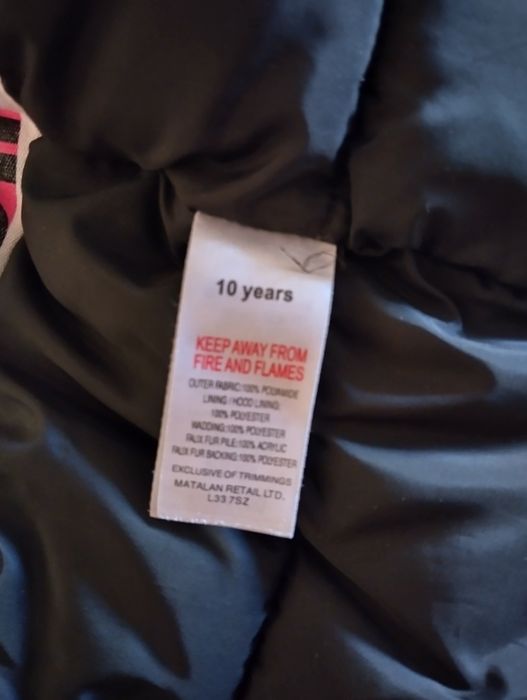 10 years
KEEP AWAY FROM
FIRE AND FLAMES
OUTER FABRIC:100% POLYAMIDE
LINING / HOOD LINING:
100% POLYESTER
WADDING:100% POLYESTER
FAUX FUR PILE:100% ACRYLIC
FAUX FUR BACKING:100% POLYESTER
EXCLUSIVE OF TRIMMINGS
MATALAN RETAIL LTD.
L33 7SZ